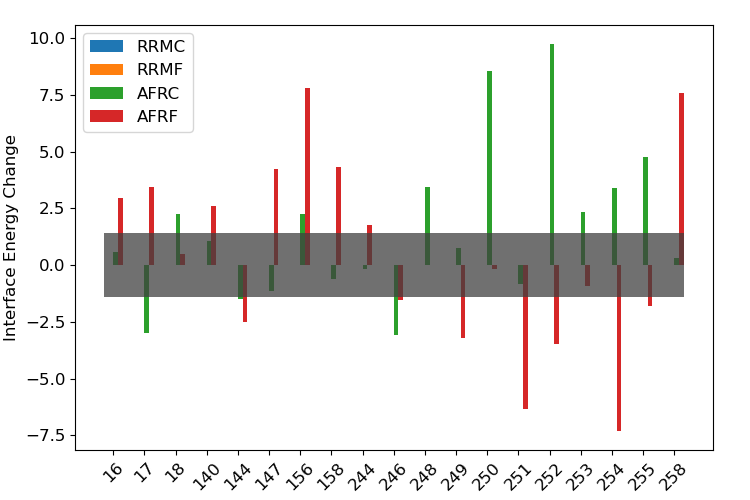 10.0
7.5
5.0
2.5
0.0
−2.5
−5.0
−7.5
Interface Energy Change
RRMC
RRMF
AFRC
AFRF
16 17 18 140 144 147 156 158 244 246 248 249 250 251 252 253 254 255 258